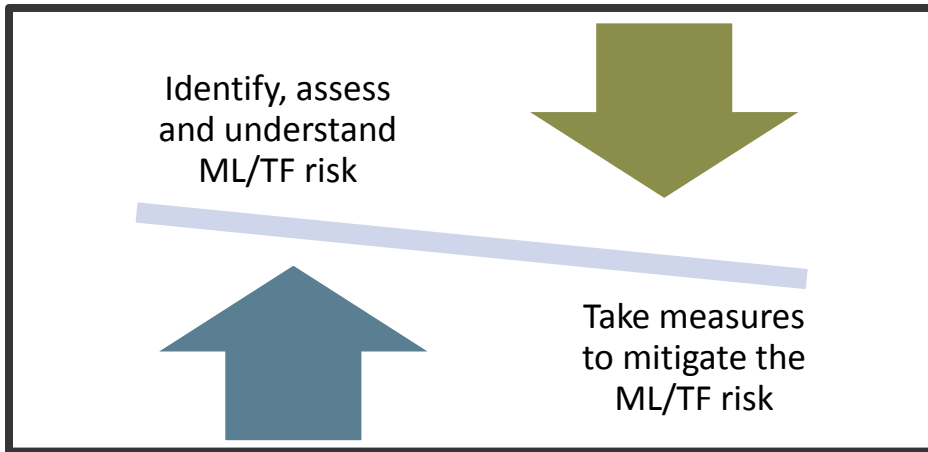 Identify, assess
and understand
ML/TF risk
Take measures
to mitigate the
ML/TF risk